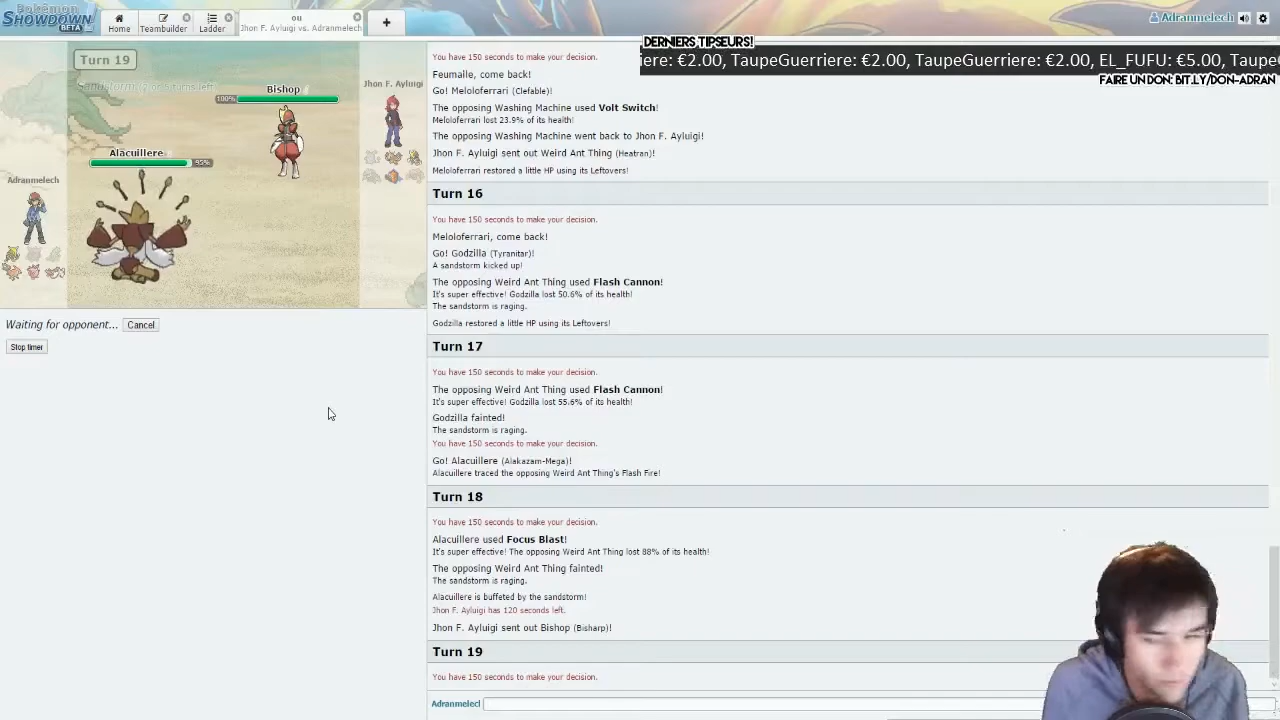 Pokémon
SHOWDOWN
BETA
Home
Teambuilder
Ladder
ou
Jhon F. Ayluigi vs. Adranmelech
+
Adranmelech
DERNIERS TIPSEURS!
iere: €2.00, TaupeGuerriere: €2.00, TaupeGuerriere: €2.00, EL_FUFU: €5.00, Taupe
FAIRE UN DON: BIT.LY/DON-ADRAN
Turn 19
Bishop
100%
Jhon F. Ayluigi
Alacuillere
95%
Adranmelech
Waiting for opponent... Cancel
Stop timer
You have 150 seconds to make your decision.
Feumaile, come back!
Go! Meloloferrari (Clefable)!
The opposing Washing Machine used Volt Switch!
Meloloferrari lost 23.9% of its health!
The opposing Washing Machine went back to Jhon F. Ayluigi!
Jhon F. Ayluigi sent out Weird Ant Thing (Heatran)!
Meloloferrari restored a little HP using its Leftovers!
Turn 16
You have 150 seconds to make your decision.
Meloloferrari, come back!
Go! Godzilla (Tyranitar)!
A sandstorm kicked up!
The opposing Weird Ant Thing used Flash Cannon!
It's super effective! Godzilla lost 50.6% of its health!
The sandstorm is raging.
Godzilla restored a little HP using its Leftovers!
Turn 17
You have 150 seconds to make your decision.
The opposing Weird Ant Thing used Flash Cannon!
It's super effective! Godzilla lost 55.6% of its health!
Godzilla fainted!
The sandstorm is raging.
You have 150 seconds to make your decision.
Go! Alacuillere (Alakazam-Mega)!
Alacuillere traced the opposing Weird Ant Thing's Flash Fire!
Turn 18
You have 150 seconds to make your decision.
Alacuillere used Focus Blast!
It's super effective! The opposing Weird Ant Thing lost 88% of its health!
The opposing Weird Ant Thing fainted!
The sandstorm is raging.
Alacuillere is buffeted by the sandstorm!
Jhon F. Ayluigi has 120 seconds left.
Jhon F. Ayluigi sent out Bishop (Bisharp)!
Turn 19
You have 150 seconds to make your decision.
Adranmelecl